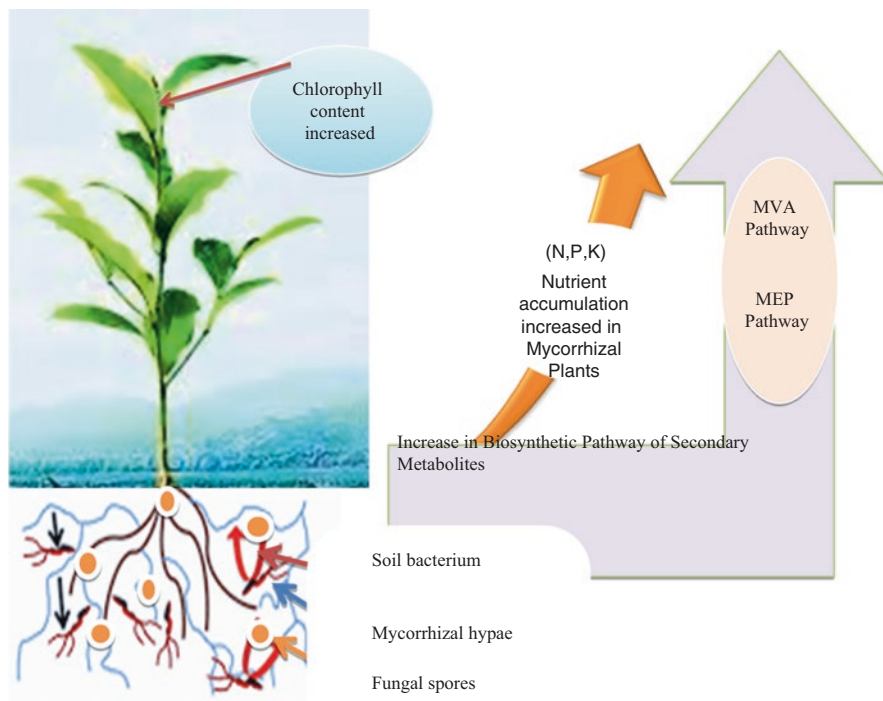 Chlorophyll
content
increased
(N,P,K)
Nutrient
accumulation
increased in
Mycorrhizal
Plants
MVA
Pathway
MEP
Pathway
Increase in Biosynthetic Pathway of Secondary
Metabolites
Soil bacterium
Mycorrhizal hypae
Fungal spores